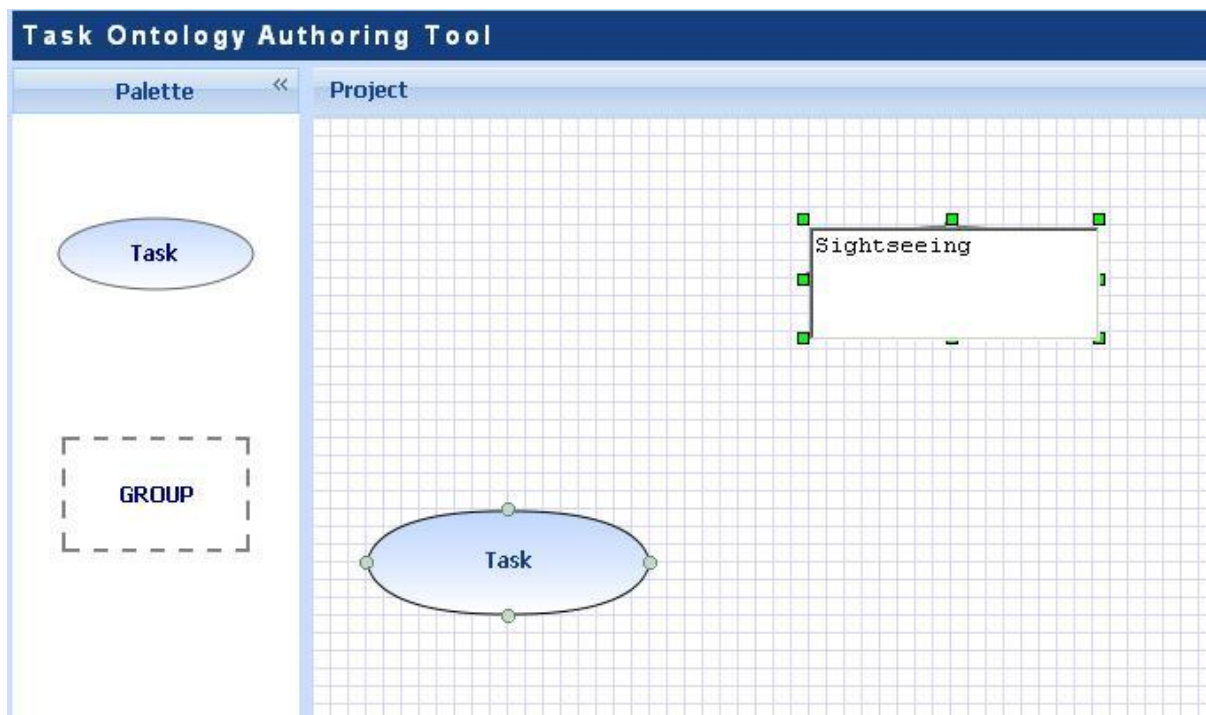 Task Ontology Authoring Tool
Palette «
Project
Task
Sightseeing
GROUP
Task